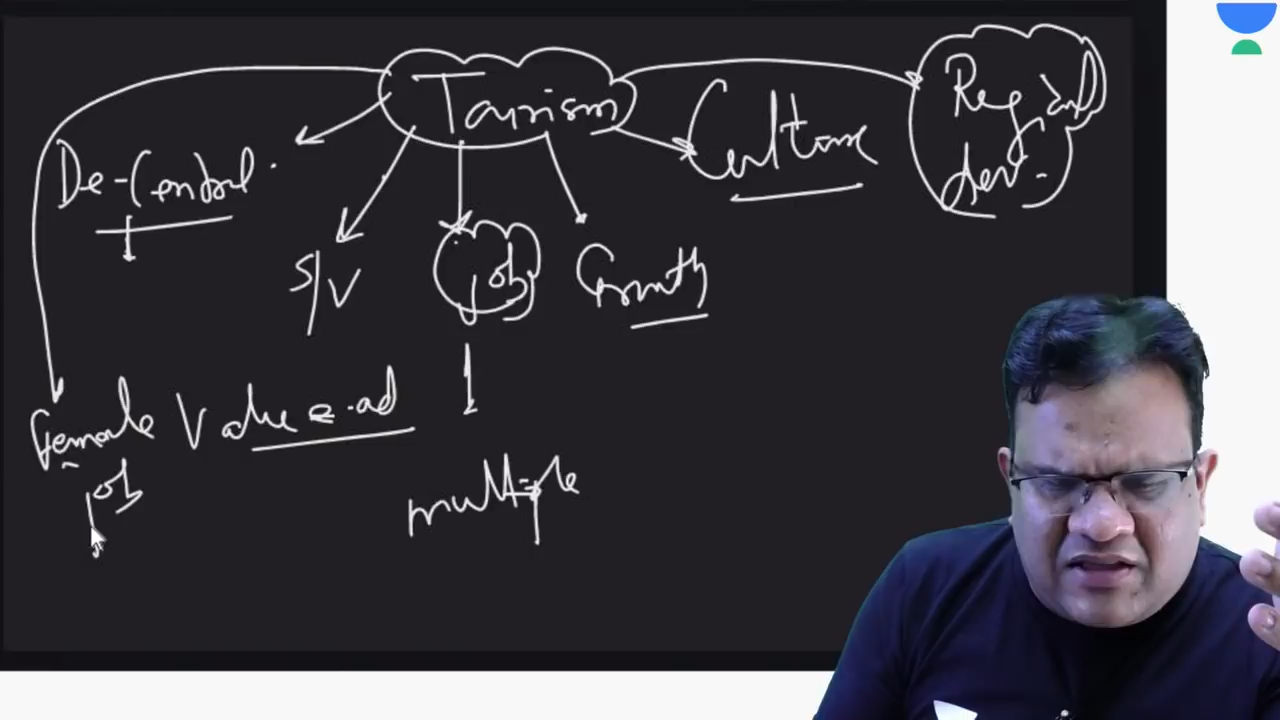 Tourism
Regional
dev.
Culture
De-Central.
S/V
job
Growth
Female
job
Value-ad
multiple